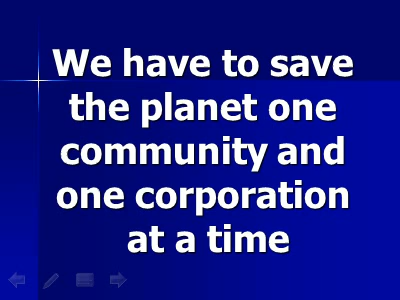 We have to save
the planet one
community and
one corporation
at a time